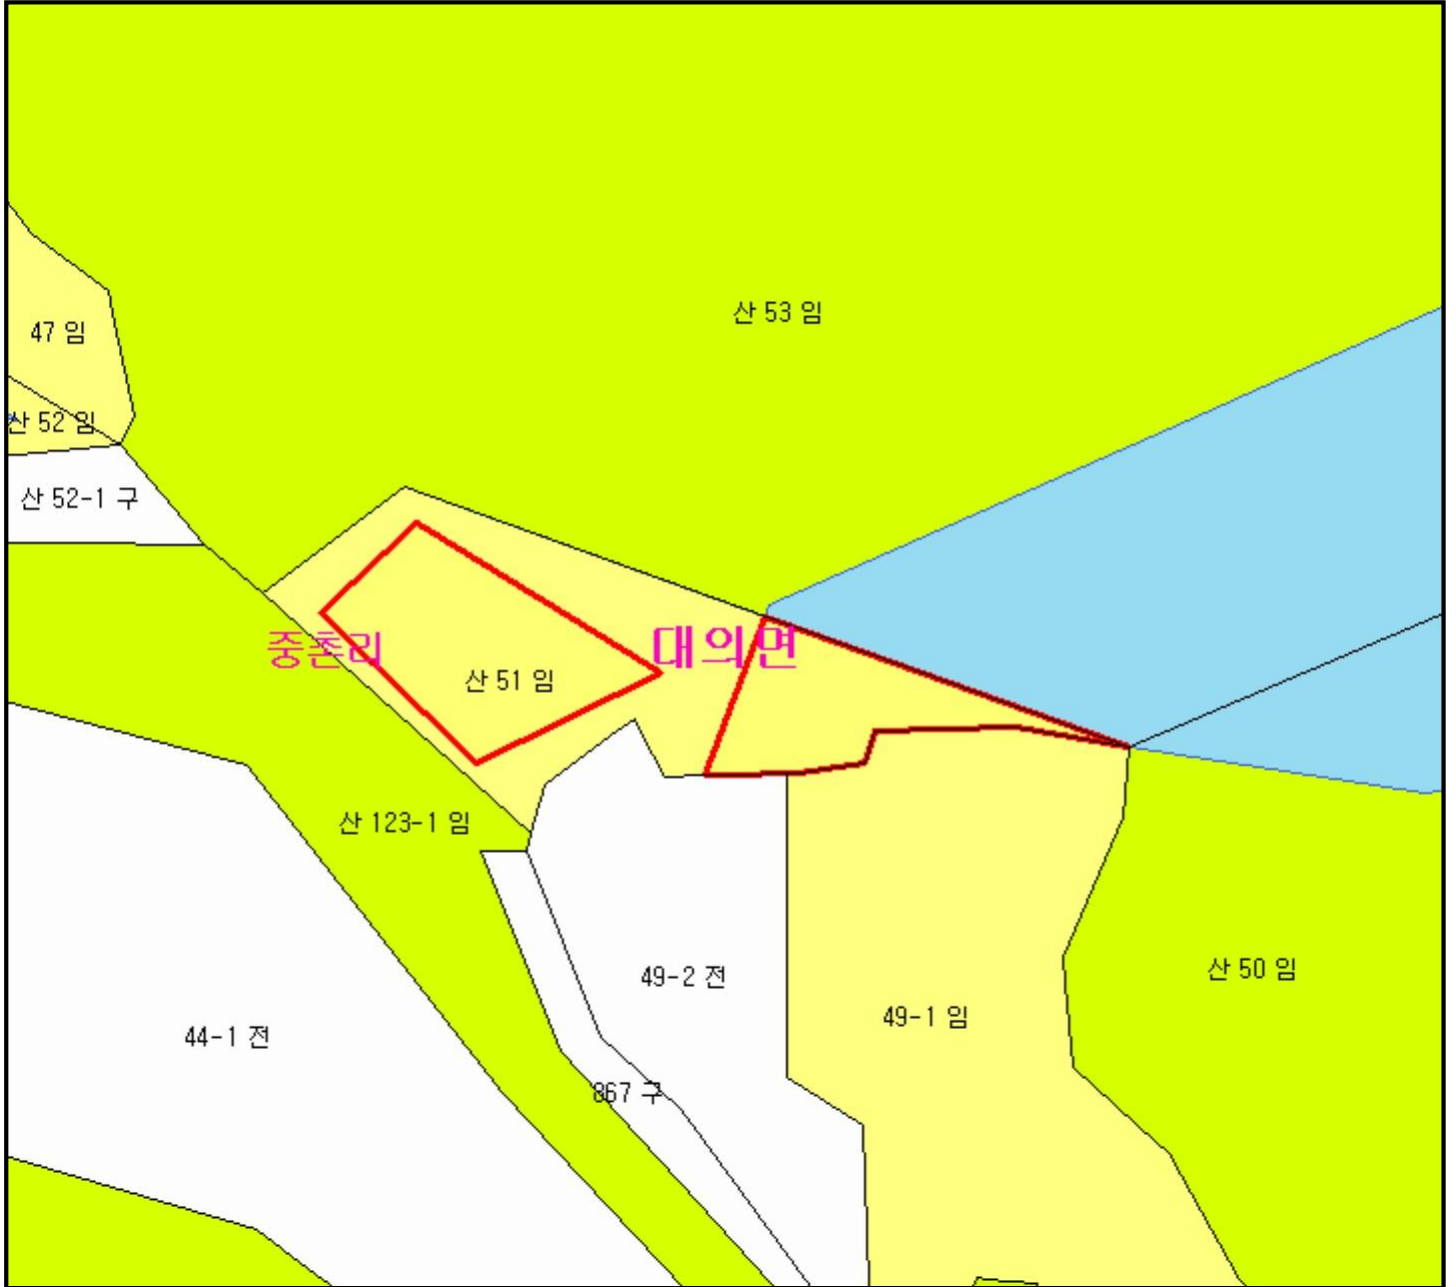 산 53 임
47 임
산 52 임
산 52-1 구
중촌리
대의면
산 51 임
산 123-1 임
산 50 임
49-2 전
49-1 임
44-1 전
867 구